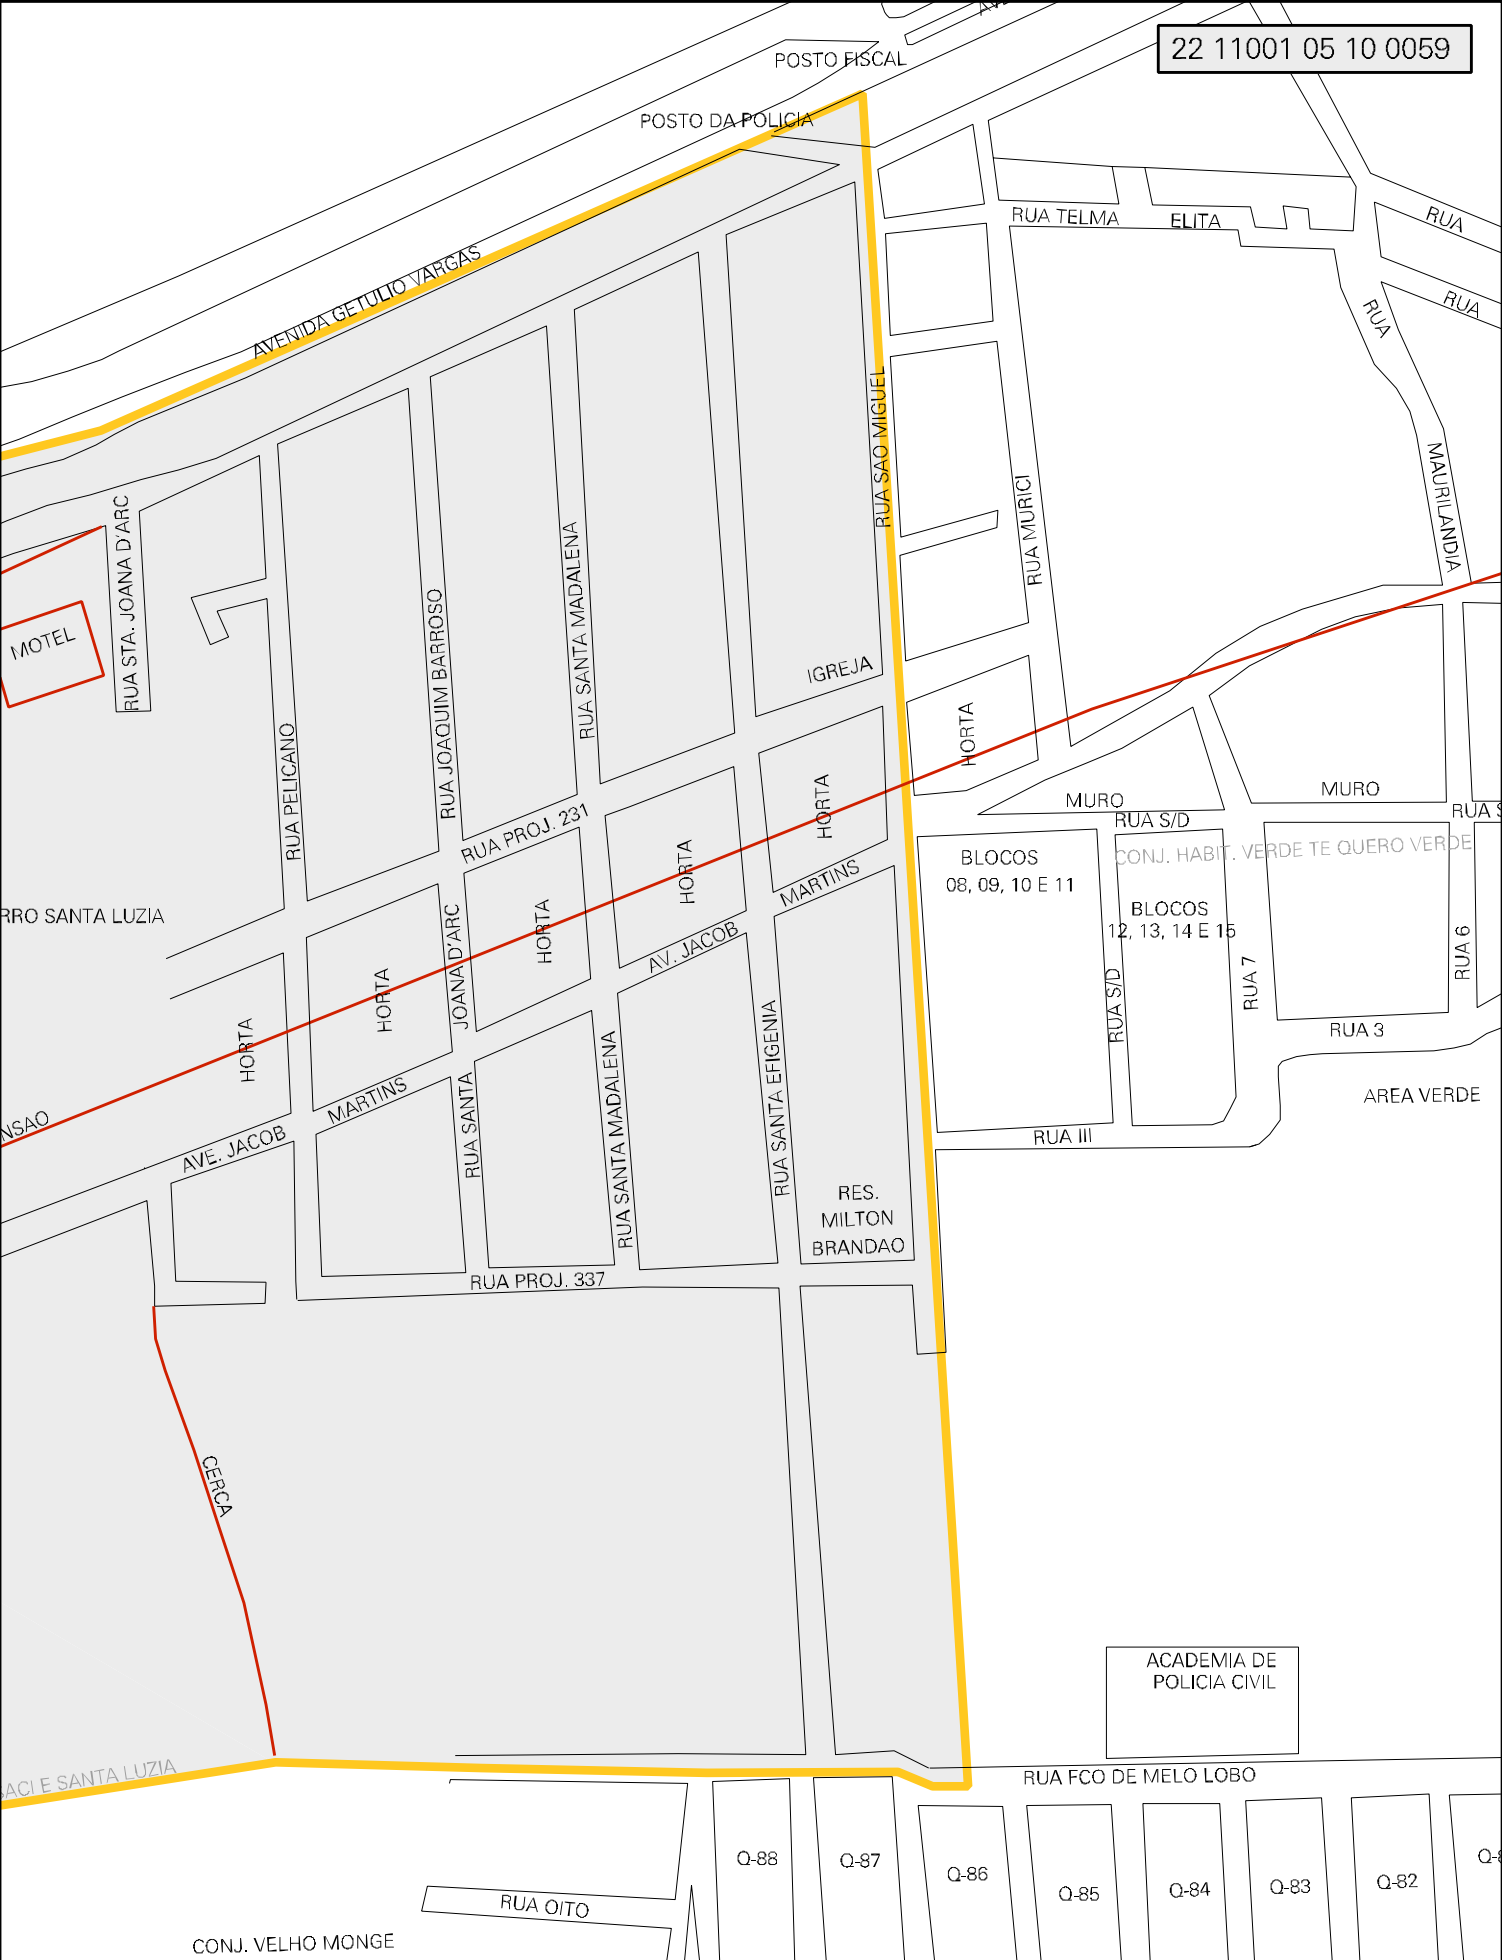 22 11001 05 10 0059
POSTO FISCAL
POSTO DA POLICIA
RUA TELMA
ELITA
RUA
RUA
RUA
AVENIDA GETULIO VARGAS
RUA SAO MIGUEL
MAURILANDIA
RUA MURICI
RUA STA. JOANA D'ARC
RUA SANTA MADALENA
RUA JOAQUIM BARROSO
MOTEL
IGREJA
RUA PELICANO
HORTA
HORTA
HORTA
HORTA
HORTA
HORTA
RUA PROJ. 231
MURO
MURO
RUA S/D
RUA S
CONJ. HABIT. VERDE TE QUERO VERDE
BLOCOS
08, 09, 10 E 11
BLOCOS
12, 13, 14 E 15
MARTINS
AV. JACOB
RRO SANTA LUZIA
JOANA D'ARC
RUA SANTA
RUA 6
RUA 7
RUA S/D
RUA 3
AREA VERDE
RUA III
NSAO
MARTINS
AVE. JACOB
RUA SANTA MADALENA
RUA SANTA EFIGENIA
RES.
MILTON
BRANDAO
RUA PROJ. 337
CERCA
ACADEMIA DE
POLICIA CIVIL
SACI E SANTA LUZIA
RUA FCO DE MELO LOBO
Q-88
Q-87
Q-86
Q-85
Q-84
Q-83
Q-82
RUA OITO
CONJ. VELHO MONGE